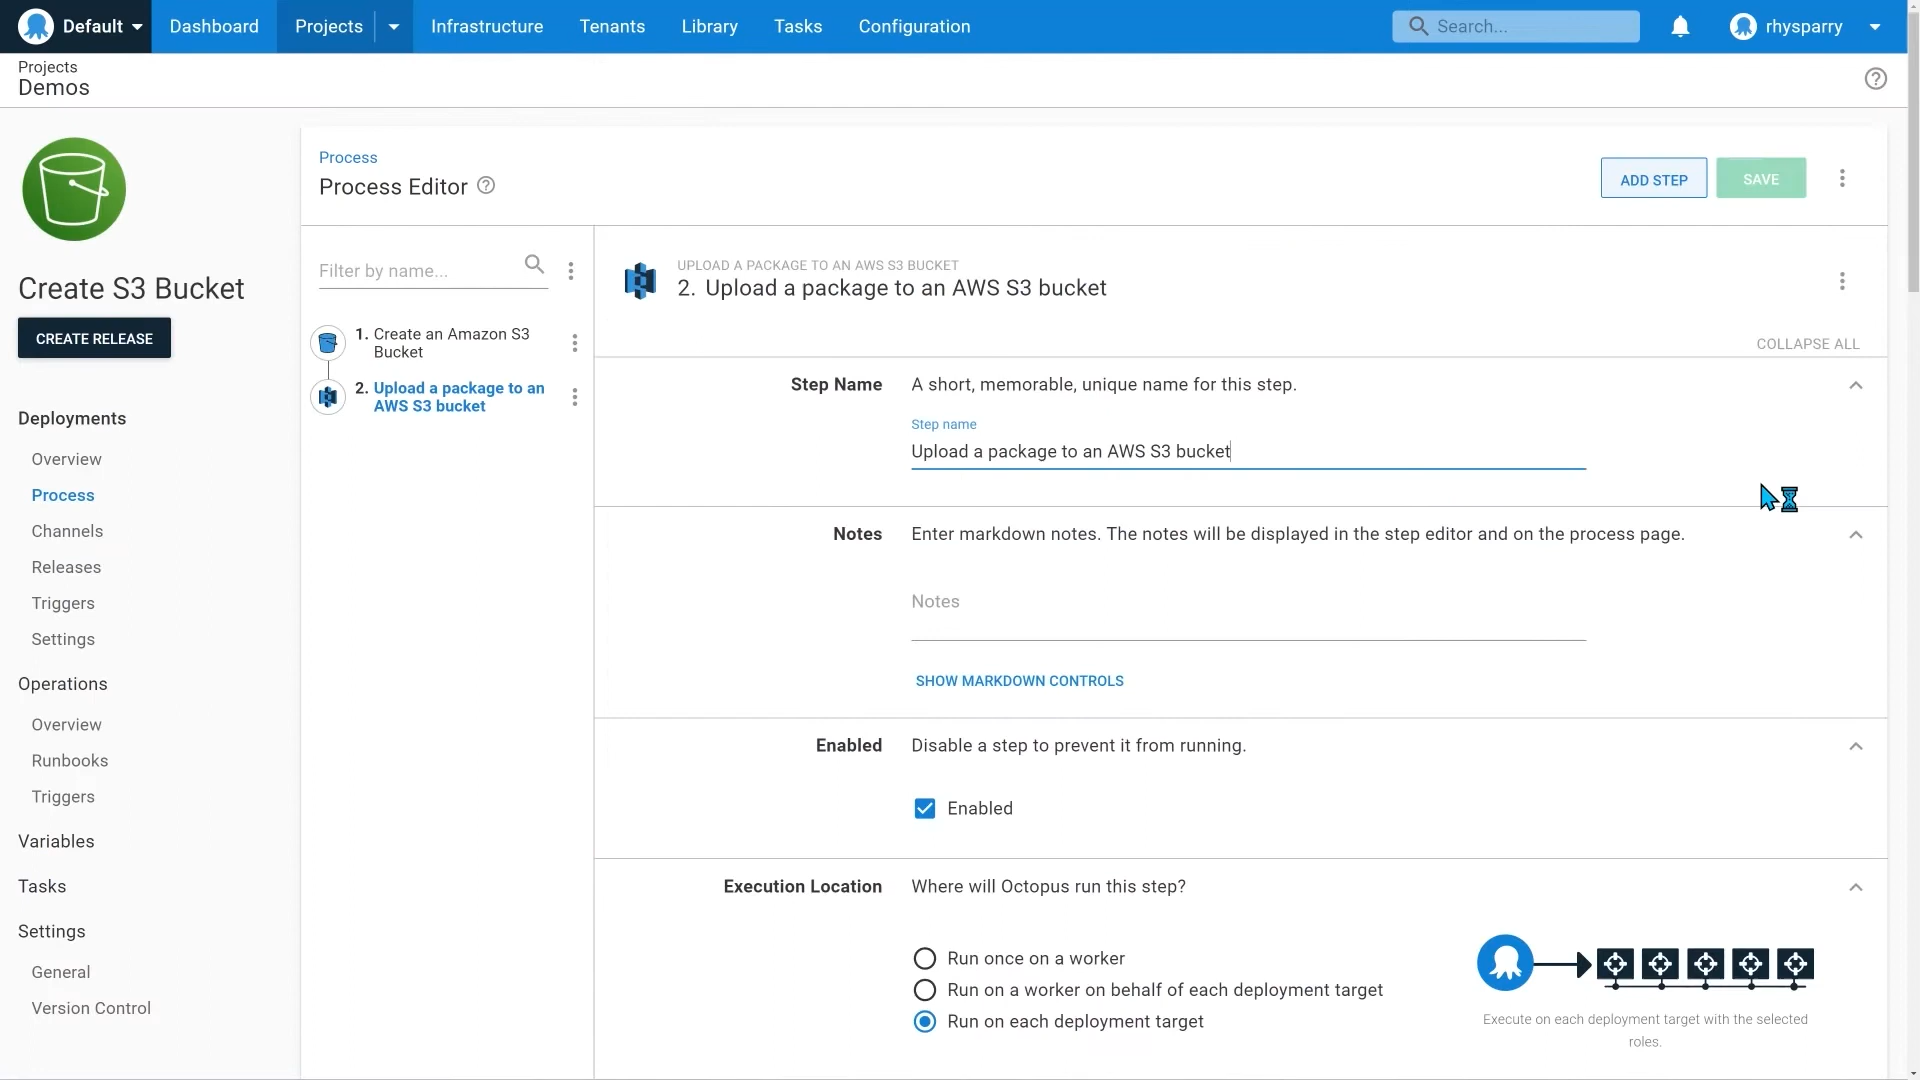 Default
Dashboard
Projects
Infrastructure
Tenants
Library
Tasks
Configuration
Search...
rhysparry
Projects
Demos
Create S3 Bucket
CREATE RELEASE
Deployments
Overview
Process
Channels
Releases
Triggers
Settings
Operations
Overview
Runbooks
Triggers
Variables
Tasks
Settings
General
Version Control
Process
Process Editor
ADD STEP
SAVE
Filter by name...
1. Create an Amazon S3
Bucket
2. Upload a package to an
AWS S3 bucket
UPLOAD A PACKAGE TO AN AWS S3 BUCKET
2. Upload a package to an AWS S3 bucket
COLLAPSE ALL
Step Name
A short, memorable, unique name for this step.
Step name
Upload a package to an AWS S3 bucket
Notes
Enter markdown notes. The notes will be displayed in the step editor and on the process page.
Notes
SHOW MARKDOWN CONTROLS
Enabled
Disable a step to prevent it from running.
Enabled
Execution Location
Where will Octopus run this step?
Run once on a worker
Run on a worker on behalf of each deployment target
Run on each deployment target
Execute on each deployment target with the selected
roles.